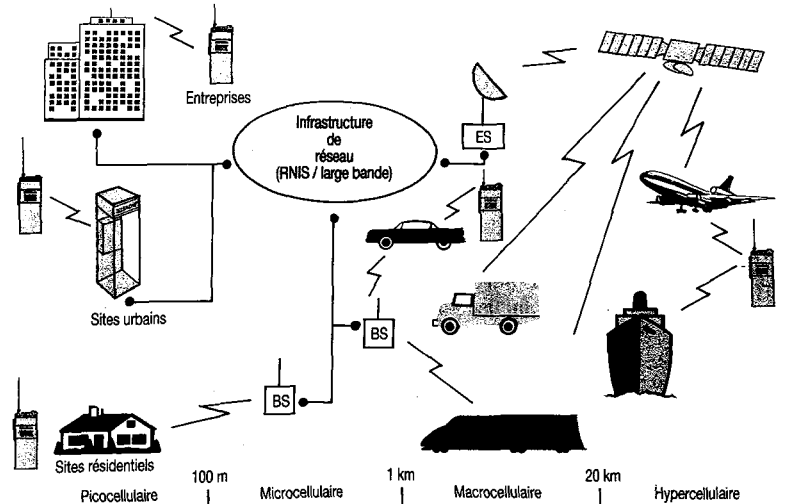 Entreprises
Infrastructure
de
réseau
(RNIS / large bande)
ES
Sites urbains
BS
BS
Sites résidentiels
100 m
1 km
20 km
Picocellulaire
Microcellulaire
Macrocellulaire
Hypercellulaire